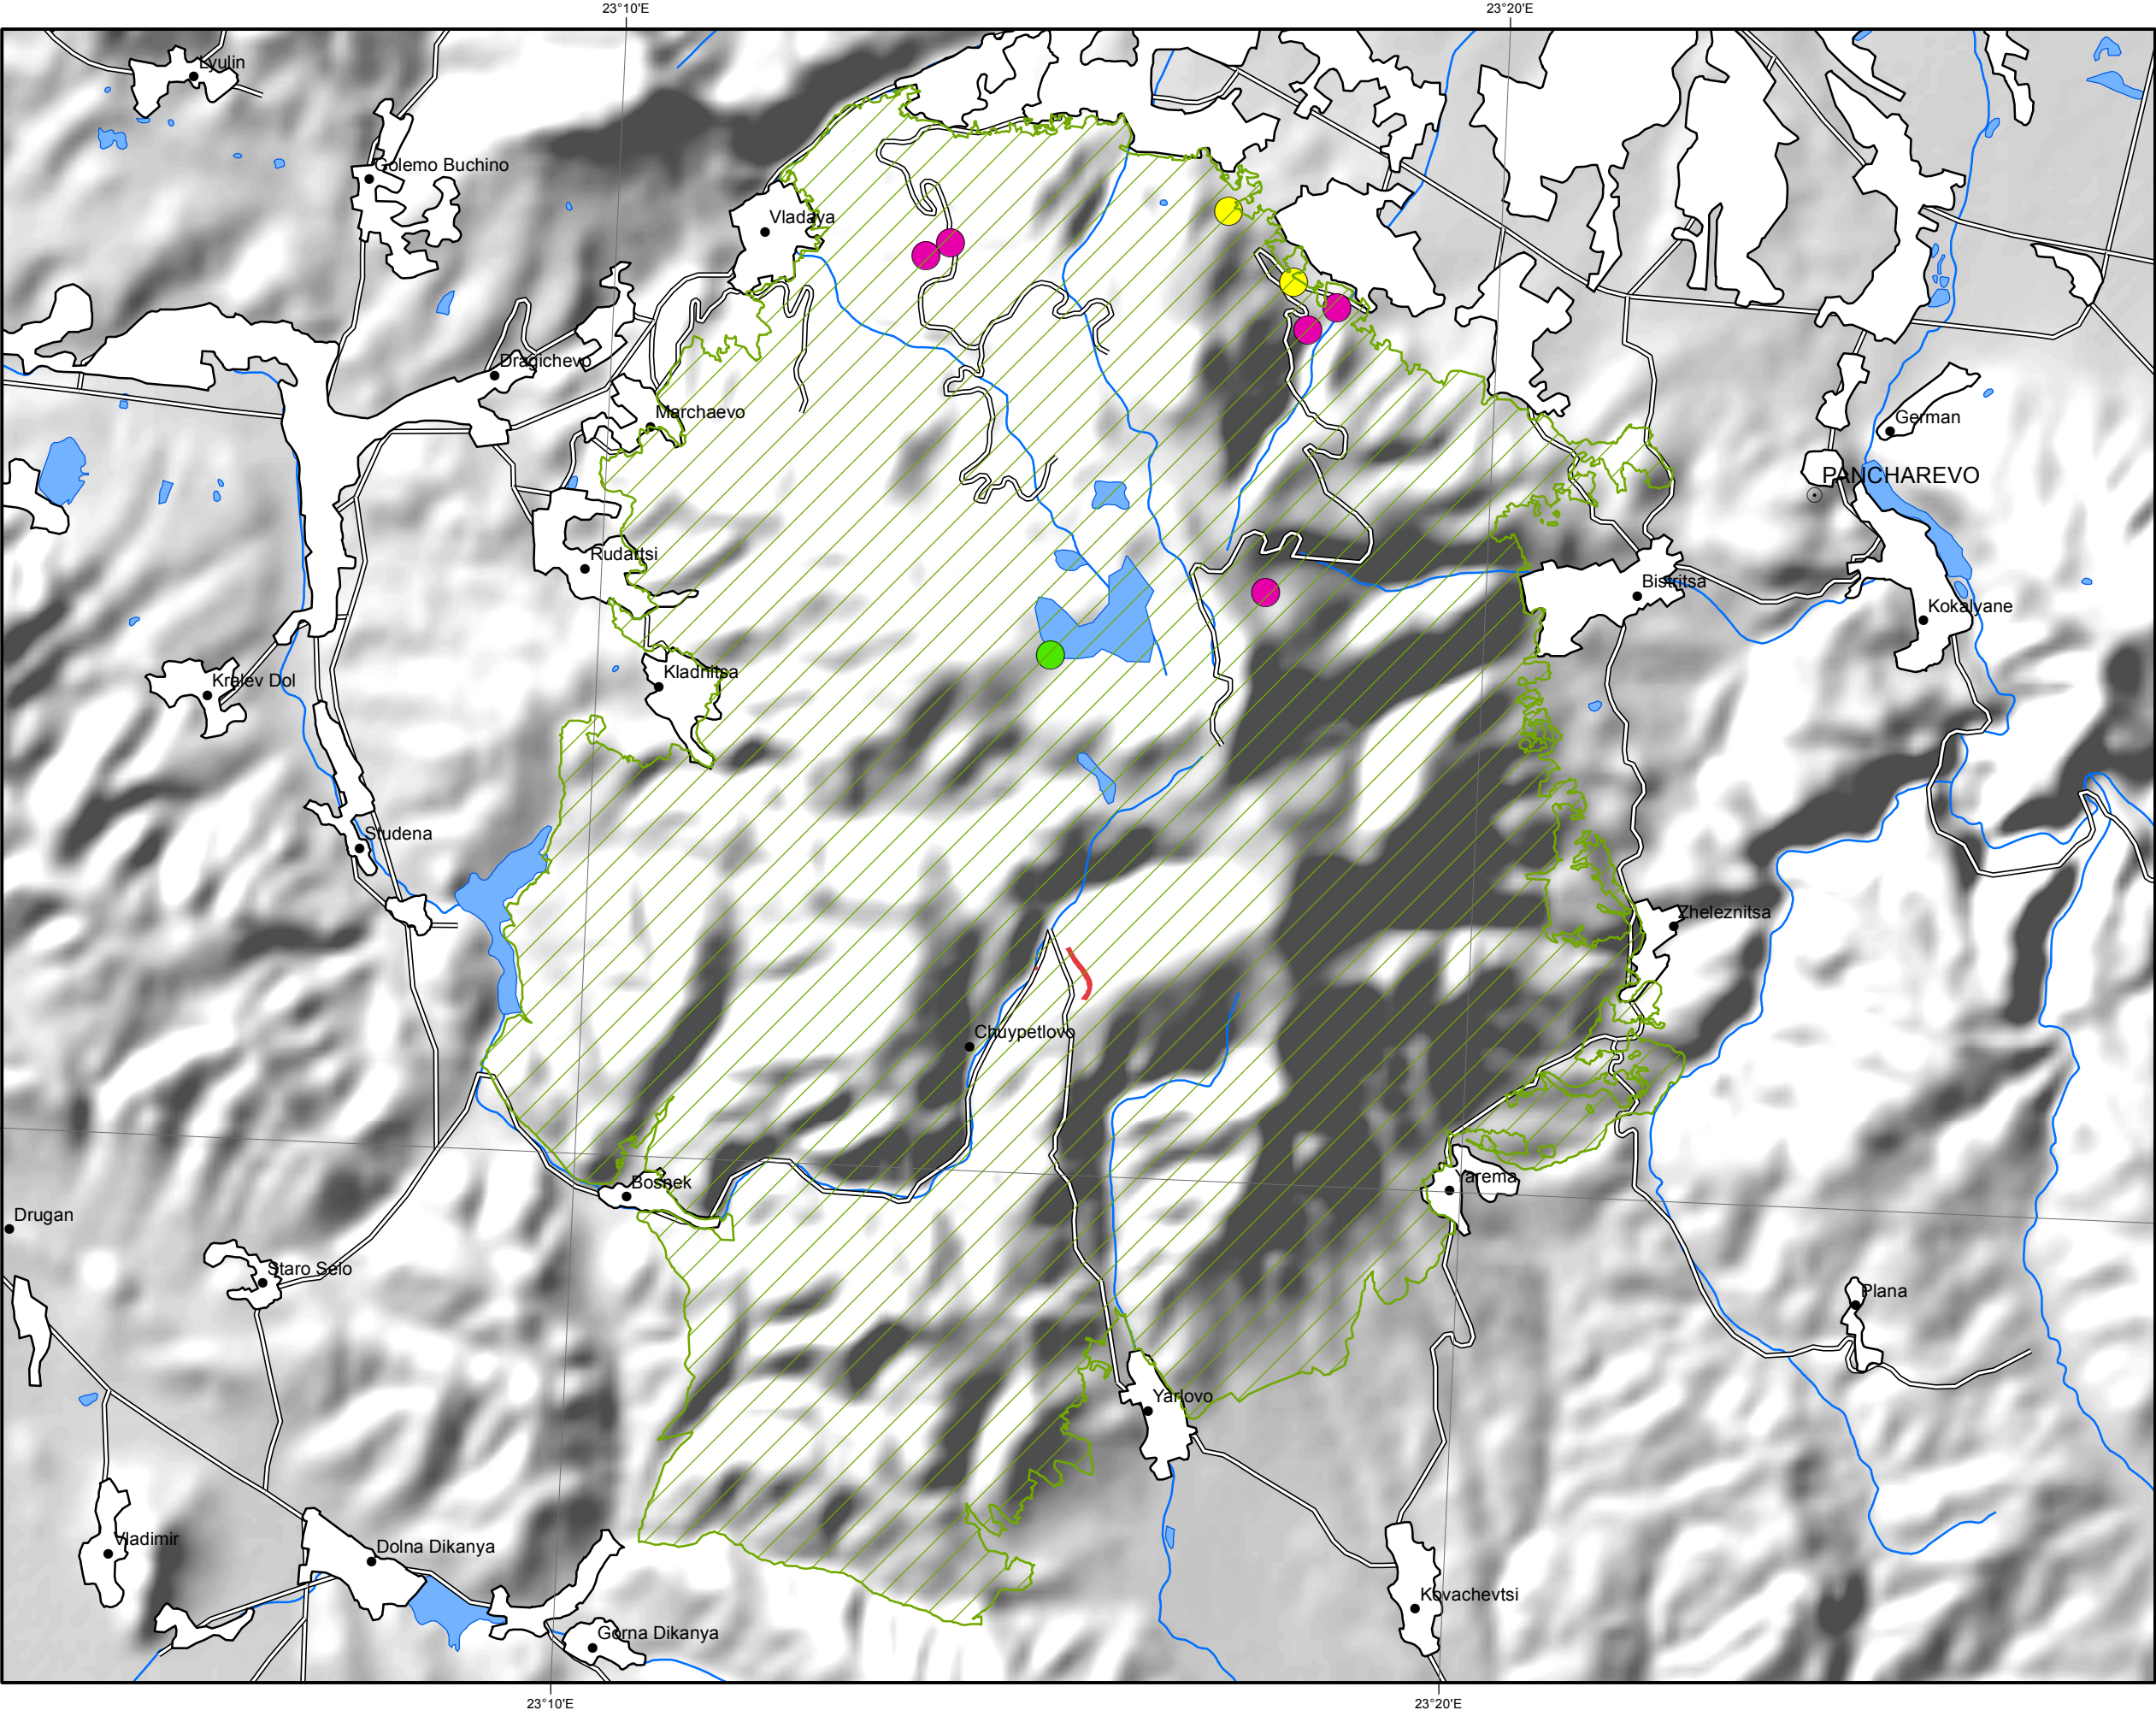 23°10'E
23°20'E
Lyulin
Golemo Buchino
Vladaya
Dragichevo
Marchaevo
German
PANCHAREVO
Rudartsi
Bistritsa
Kokalyane
Kladnitsa
Kralev Dol
Studena
Zheleznitsa
Chuypetlovo
Bosnek
Yarema
Drugan
Staro Selo
Plana
Yarlovo
Vladimir
Dolna Dikanya
Kovachevtsi
Gorna Dikanya
23°10'E
23°20'E